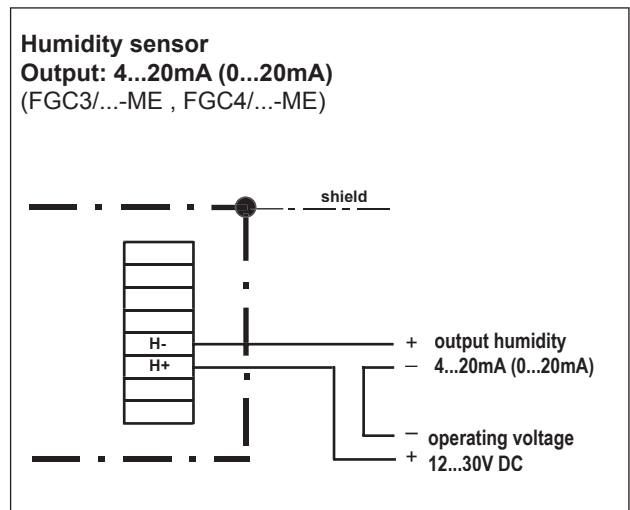 Humidity sensor
Output: 4...20mA (0...20mA)
(FGC3/...-ME , FGC4/...-ME)
shield
H- + output humidity
H+ – 4...20mA (0...20mA)
– operating voltage
+ 12...30V DC